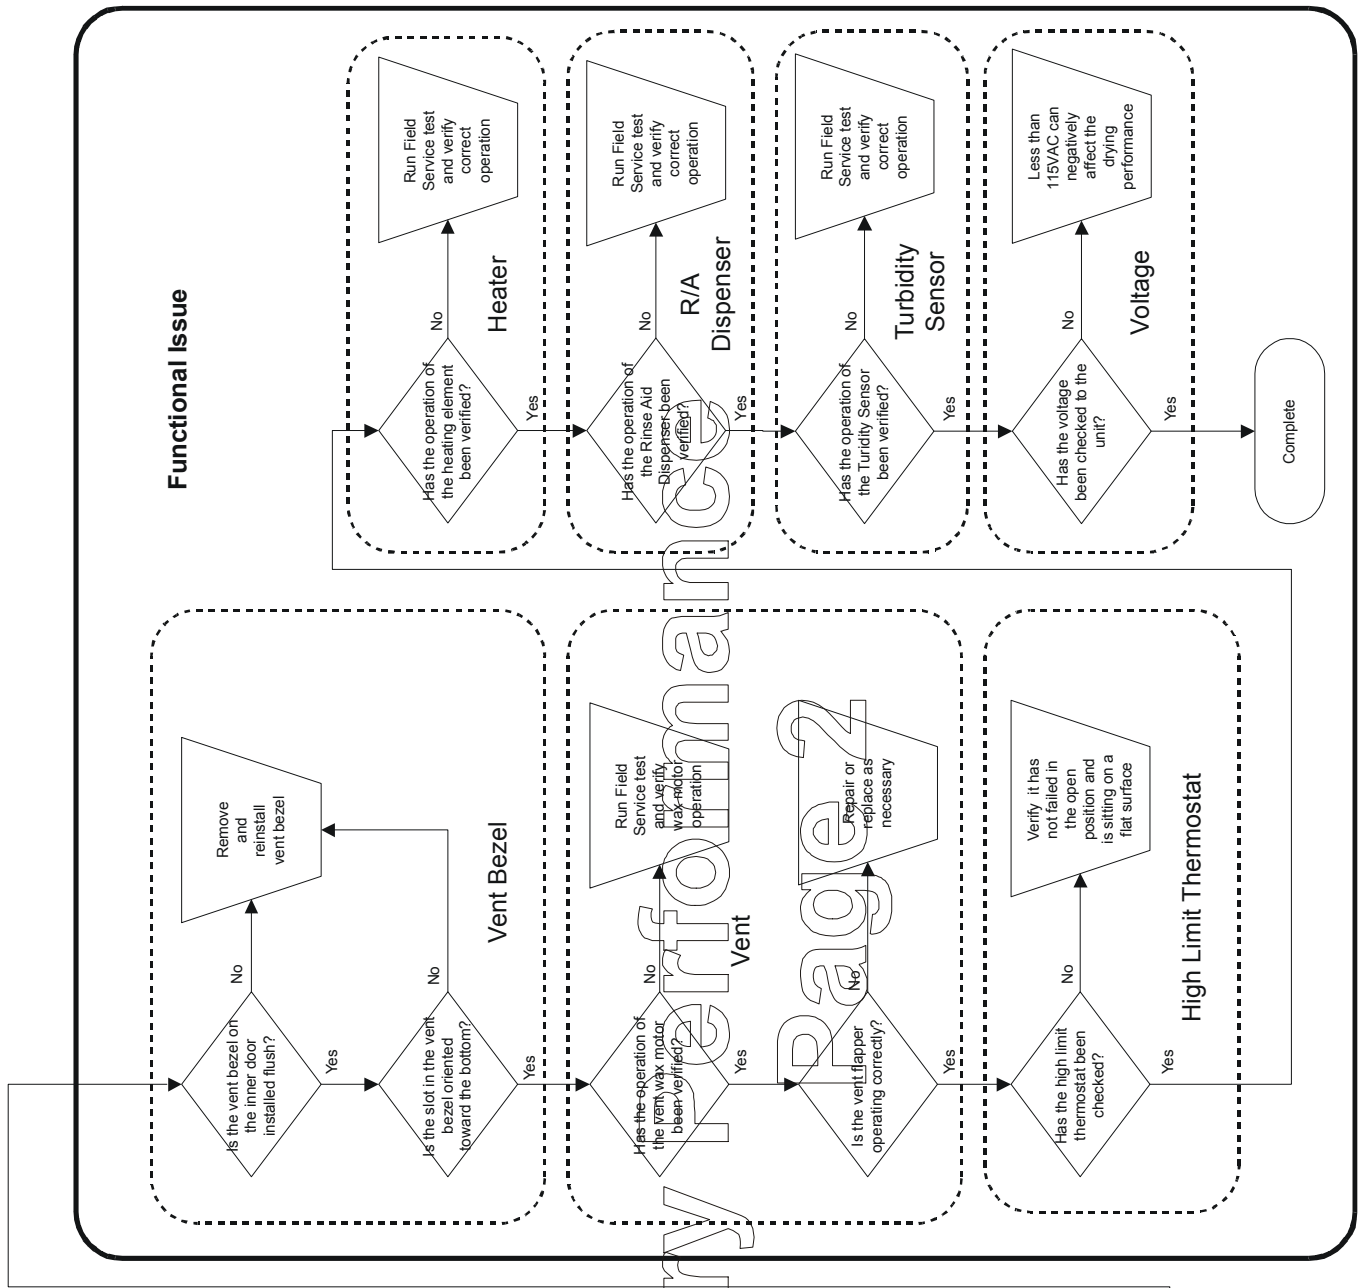 Functional Issue
Is the vent bezel on
the inner door
installed flush?
No
Remove
and
reinstall
vent bezel
Yes
Is the slot in the vent
bezel oriented
toward the bottom?
No
Yes
Vent Bezel
Has the operation of
the vent wax motor
been verified?
No
Run Field
Service test
and verify
wax motor
operation
Yes
Vent
Is the vent flapper
operating correctly?
No
Repair or
replace as
necessary
Yes
Has the high limit
thermostat been
checked?
No
Verify it has
not failed in
the open
position and
is sitting on a
flat surface
Yes
High Limit Thermostat
Has the operation of
the heating element
been verified?
No
Run Field
Service test
and verify
correct
operation
Yes
Heater
Has the operation of
the Rinse Aid
Dispenser been
verified?
No
Run Field
Service test
and verify
correct
operation
Yes
R/A
Dispenser
Has the operation of
the Turidity Sensor
been verified?
No
Run Field
Service test
and verify
correct
operation
Yes
Turbidity
Sensor
Has the voltage
been checked to the
unit?
No
Less than
115VAC can
negatively
affect the
drying
performance
Yes
Voltage
Complete
ry Performance
Page 2